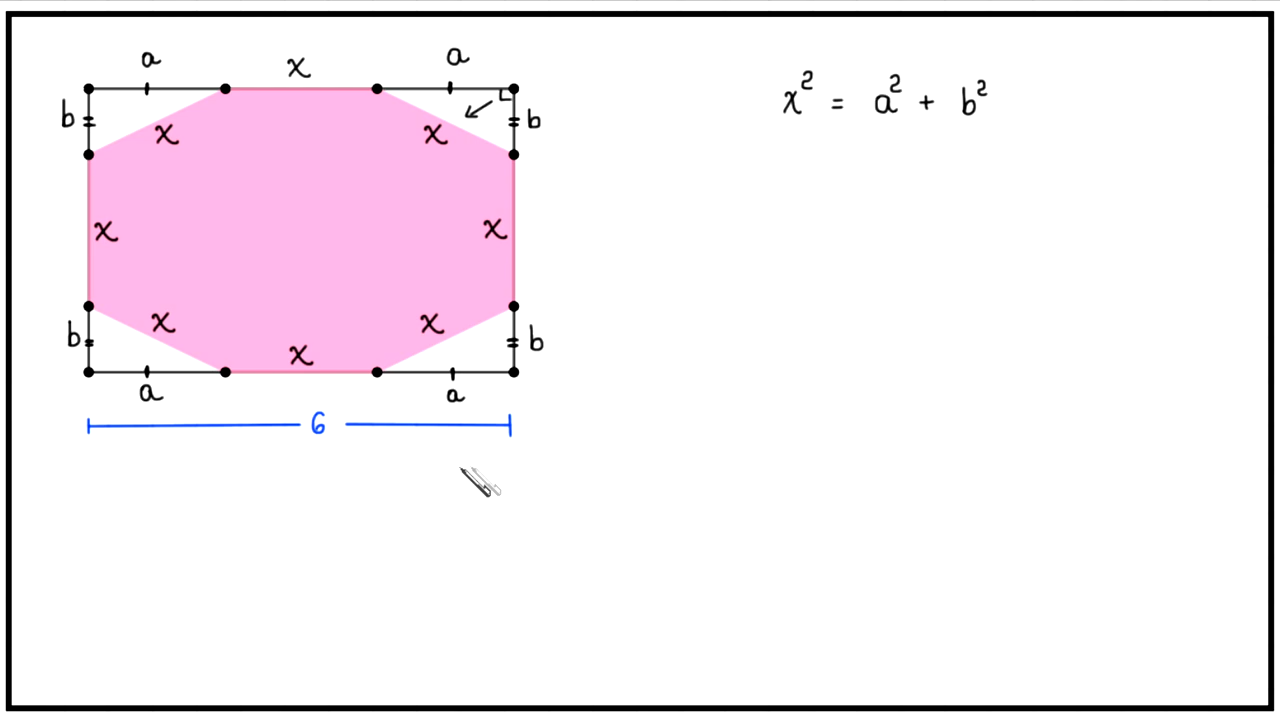 a x a
b b
x x
x x
b x x b
x
a a
6
x² = a² + b²